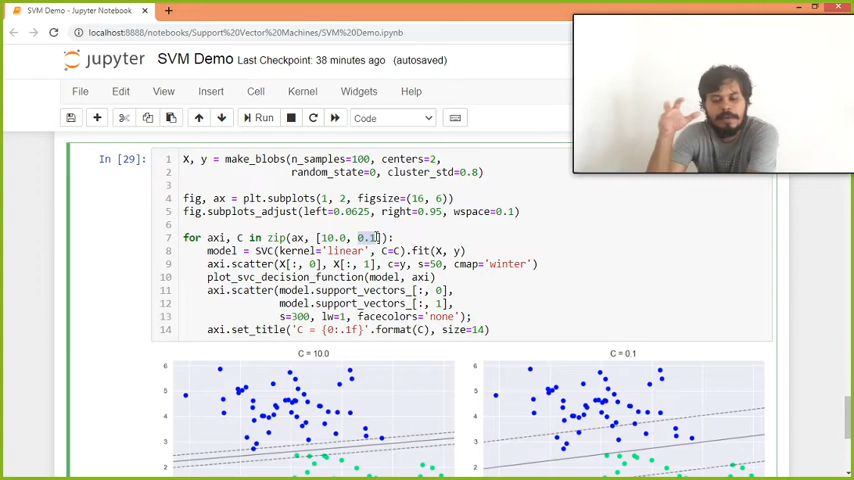 SVM Demo - Jupyter Notebook
localhost:8888/notebooks/Support%20Vector%20Machines/SVM%20Demo.ipynb
jupyter SVM Demo Last Checkpoint: 38 minutes ago (autosaved)
File Edit View Insert Cell Kernel Widgets Help
Run Code
In [29]:
1 X, y = make_blobs(n_samples=100, centers=2,
2 random_state=0, cluster_std=0.8)
3
4 fig, ax = plt.subplots(1, 2, figsize=(16, 6))
5 fig.subplots_adjust(left=0.0625, right=0.95, wspace=0.1)
6
7 for axi, C in zip(ax, [10.0, 0.1]):
8 model = SVC(kernel='linear', C=C).fit(X, y)
9 axi.scatter(X[:, 0], X[:, 1], c=y, s=50, cmap='winter')
10 plot_svc_decision_function(model, axi)
11 axi.scatter(model.support_vectors_[:, 0],
12 model.support_vectors_[:, 1],
13 s=300, lw=1, facecolors='none');
14 axi.set_title('C = {0:.1f}'.format(C), size=14)
C = 10.0
6
5
4
3
2
C = 0.1
6
5
4
3
2